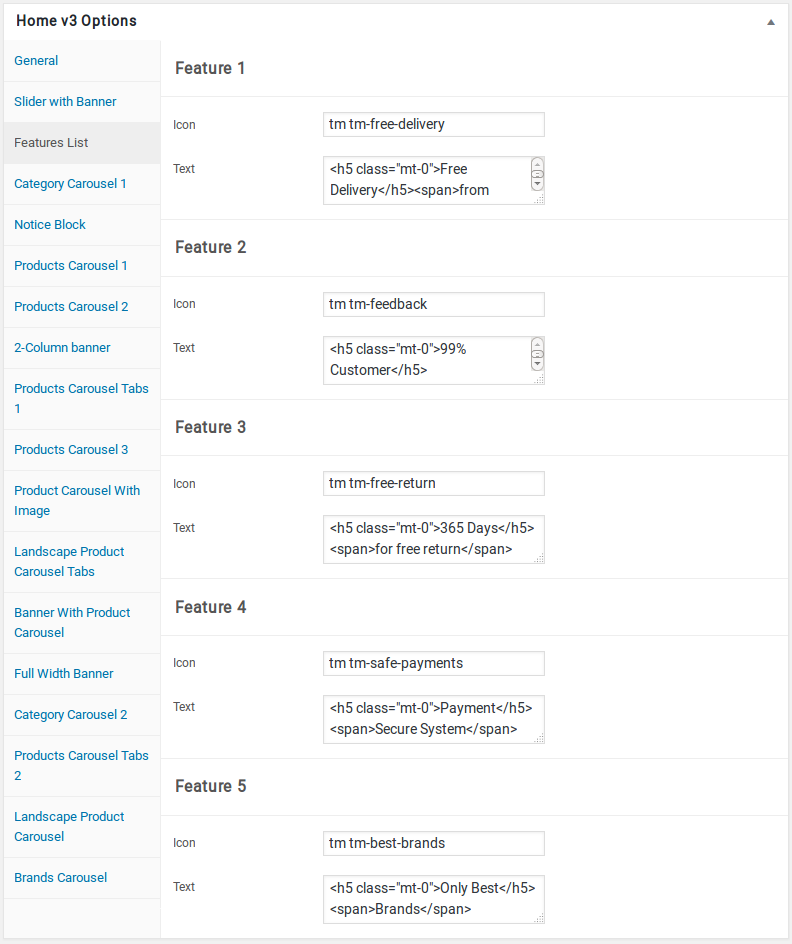 Home v3 Options
General
Slider with Banner
Features List
Category Carousel 1
Notice Block
Products Carousel 1
Products Carousel 2
2-Column banner
Products Carousel Tabs
1
Products Carousel 3
Product Carousel With
Image
Landscape Product
Carousel Tabs
Banner With Product
Carousel
Full Width Banner
Category Carousel 2
Products Carousel Tabs
2
Landscape Product
Carousel
Brands Carousel
Feature 1
Icon
tm tm-free-delivery
Text
<h5 class="mt-0">Free
Delivery</h5><span>from
Feature 2
Icon
tm tm-feedback
Text
<h5 class="mt-0">99%
Customer</h5>
Feature 3
Icon
tm tm-free-return
Text
<h5 class="mt-0">365 Days</h5>
<span>for free return</span>
Feature 4
Icon
tm tm-safe-payments
Text
<h5 class="mt-0">Payment</h5>
<span>Secure System</span>
Feature 5
Icon
tm tm-best-brands
Text
<h5 class="mt-0">Only Best</h5>
<span>Brands</span>